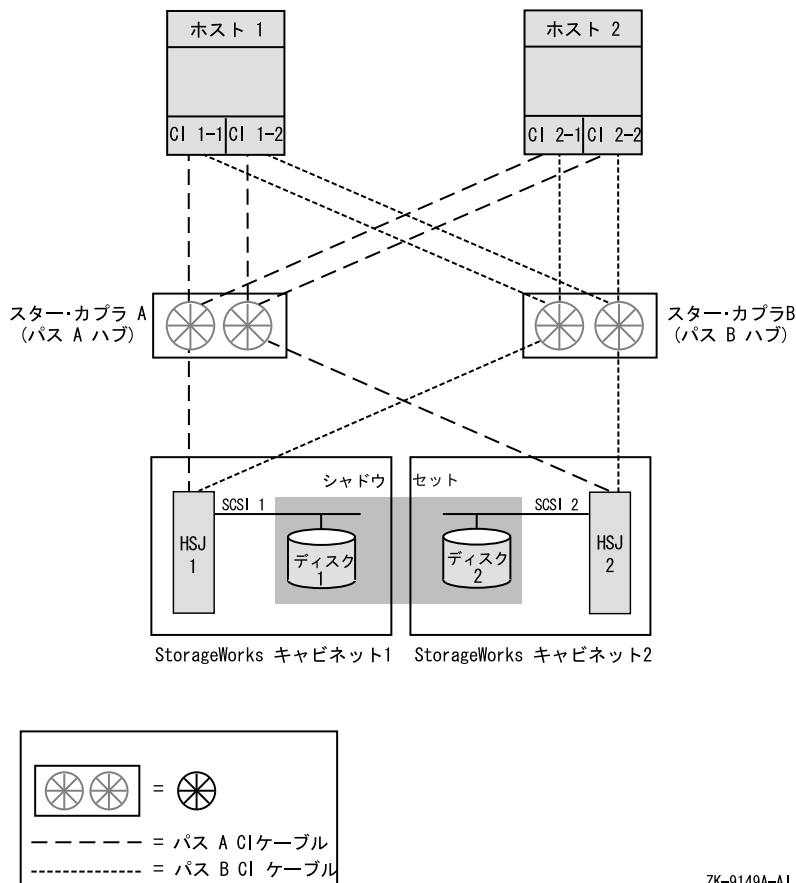 ホスト 1
ホスト 2
CI 1-1
CI 1-2
CI 2-1
CI 2-2
スター・カプラ A
(パス A ハブ)
スター・カプラB
(パス B ハブ)
シャドウ セット
SCSI 1
SCSI 2
HSJ
1
ディスク
1
ディスク
2
HSJ
2
StorageWorks キャビネット1
StorageWorks キャビネット2
=
= パス A CIケーブル
= パス B CI ケーブル
ZK-9149A-AI